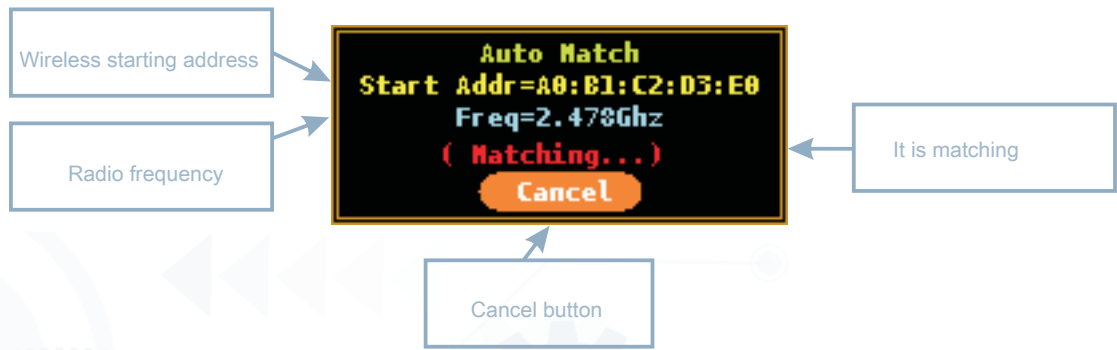 Wireless starting address
Radio frequency
Auto Match
Start Addr=A0:B1:C2:D3:E0
Freq=2.478Ghz
( Matching...)
Cancel
It is matching
Cancel button